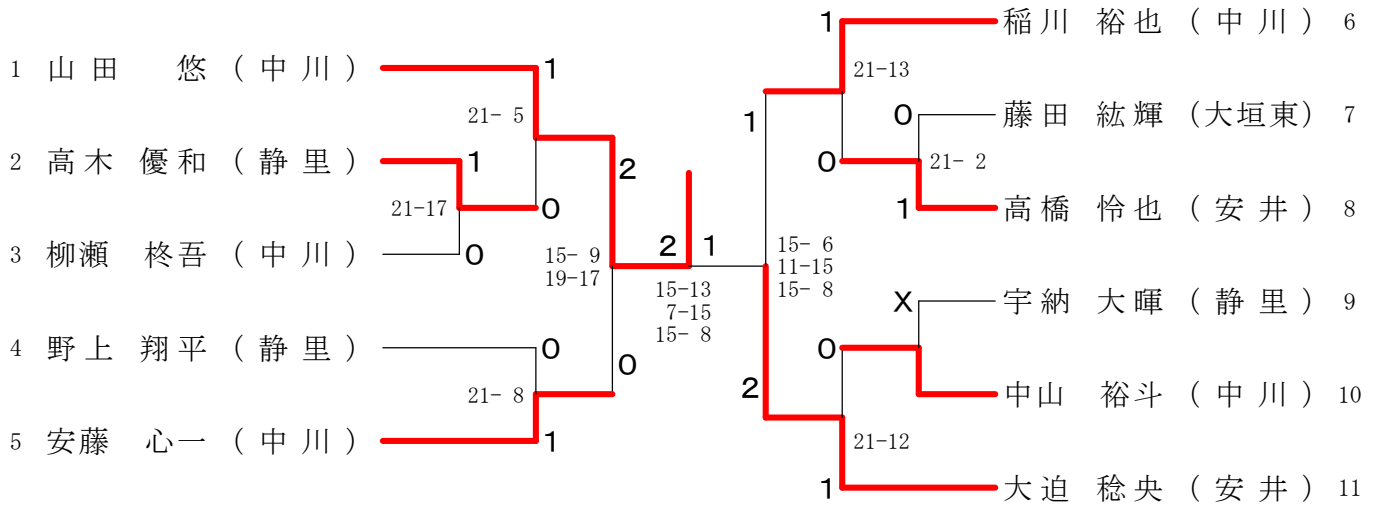 1 山田 悠 (中川)
1
21- 5
2 高木 優和 (静里)
1
21-17
0
3 柳瀬 柊吾 (中川)
0
2
15- 9
19-17
4 野上 翔平 (静里)
0
0
21- 8
5 安藤 心一 (中川)
1
2 1
15-13
7-15
15- 8
1
稲川 裕也 (中川) 6
21-13
1
0
藤田 紘輝 (大垣東) 7
0
21- 2
1
高橋 怜也 (安井) 8
15- 6
11-15
15- 8
X
宇納 大暉 (静里) 9
0
2
中山 裕斗 (中川) 10
21-12
1
大迫 稔央 (安井) 11